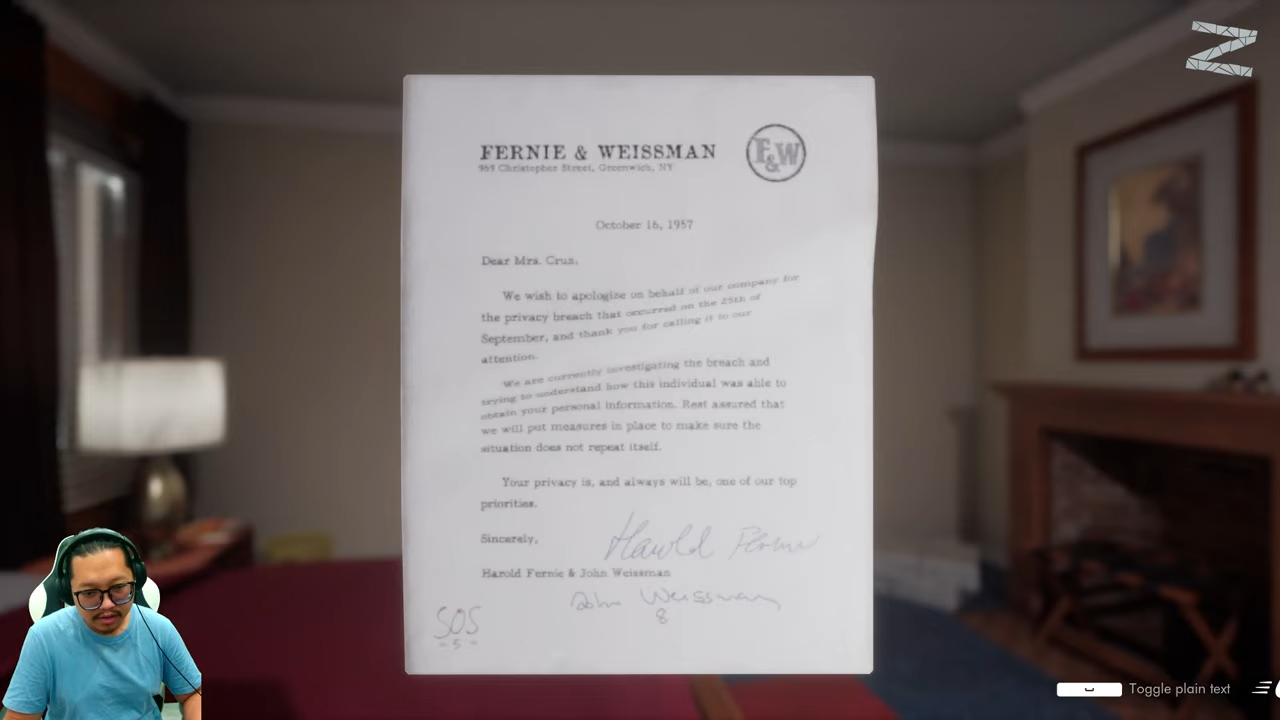 Z
FERNIE & WEISSMAN
969 Christopher Street, Greenwich, NY
F&W
October 16, 1957
Dear Mrs. Cruz,
We wish to apologize on behalf of our company for
the privacy breach that occurred on the 25th of
September, and thank you for calling it to our
attention.
We are currently investigating the breach and
trying to understand how this individual was able to
obtain your personal information. Rest assured that
we will put measures in place to make sure the
situation does not repeat itself.
Your privacy is, and always will be, one of our top
priorities.
Sincerely,
Harold Fernie
Harold Fernie & John Weissman
John Weissman
8
SOS
- 5 -
Toggle plain text